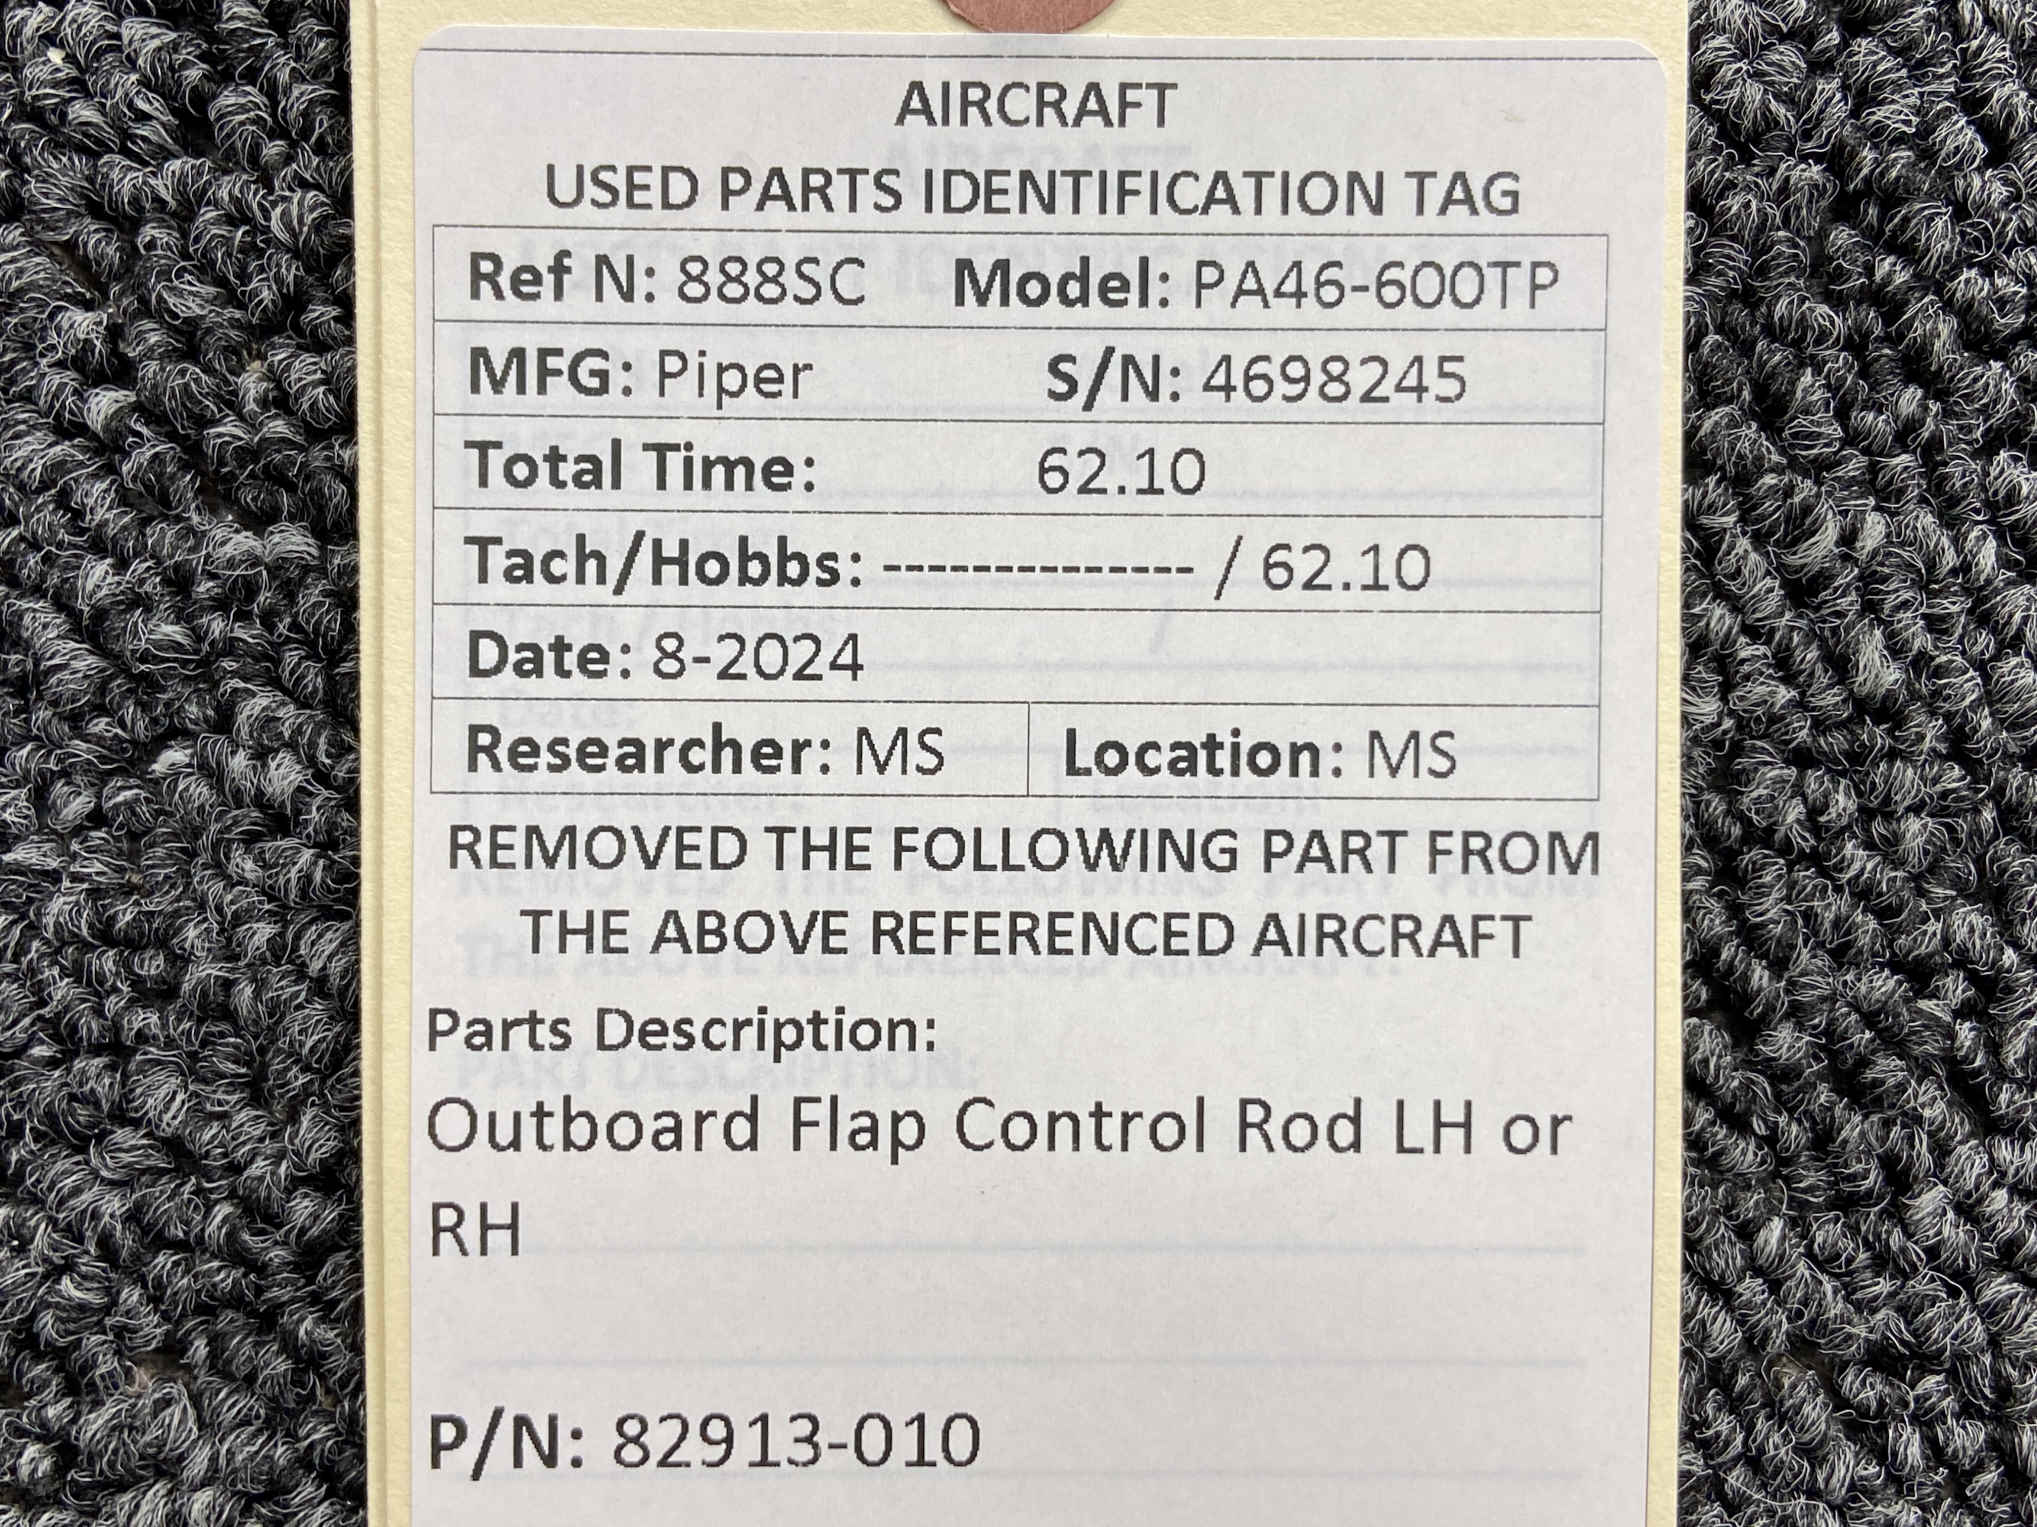 AIRCRAFT
USED PARTS IDENTIFICATION TAG
Ref N: 888SC Model: PA46-600TP
MFG: Piper S/N: 4698245
Total Time: 62.10
Tach/Hobbs: -------------- / 62.10
Date: 8-2024
Researcher: MS Location: MS
REMOVED THE FOLLOWING PART FROM
THE ABOVE REFERENCED AIRCRAFT
Parts Description:
Outboard Flap Control Rod LH or
RH
P/N: 82913-010